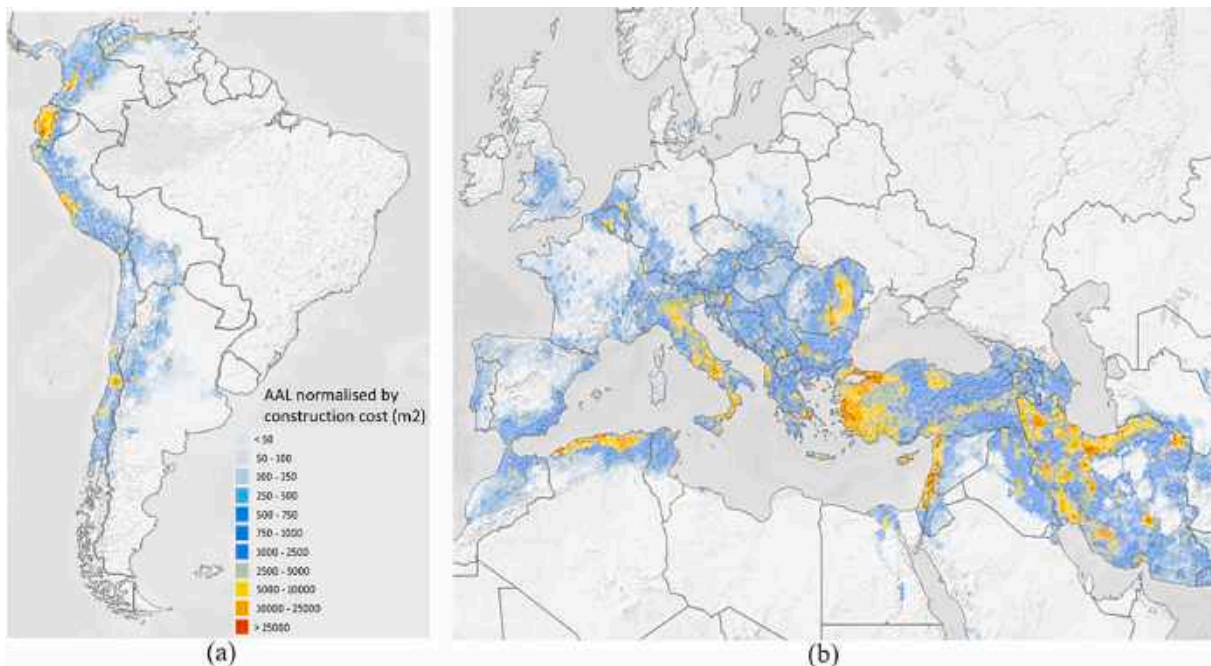 AAL normalised by
construction cost (m2)
< 50
50 - 100
100 - 250
250 - 500
500 - 750
750 - 1000
1000 - 2500
2500 - 5000
5000 - 10000
10000 - 25000
> 25000
(a)
(b)